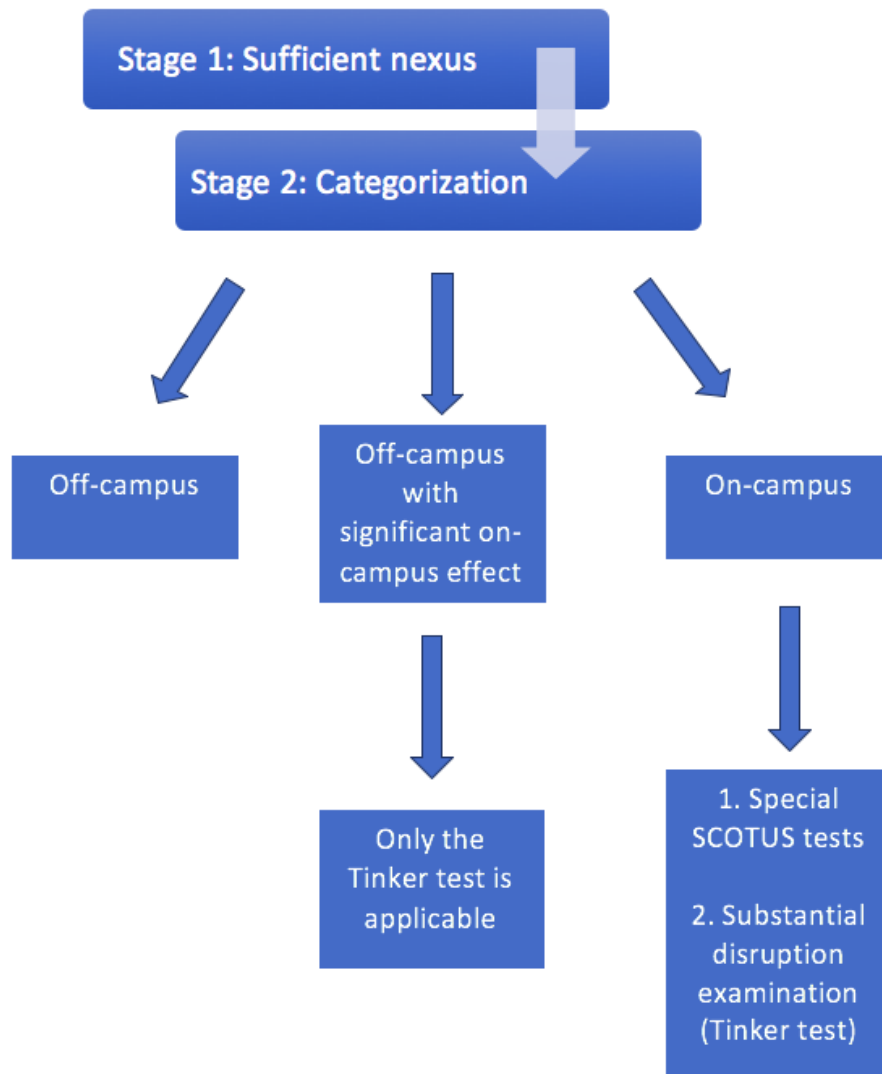 Stage 1: Sufficient nexus
Stage 2: Categorization
Off-campus
Off-campus
with
significant on-
campus effect
On-campus
Only the
Tinker test is
applicable
1. Special
SCOTUS tests
2. Substantial
disruption
examination
(Tinker test)